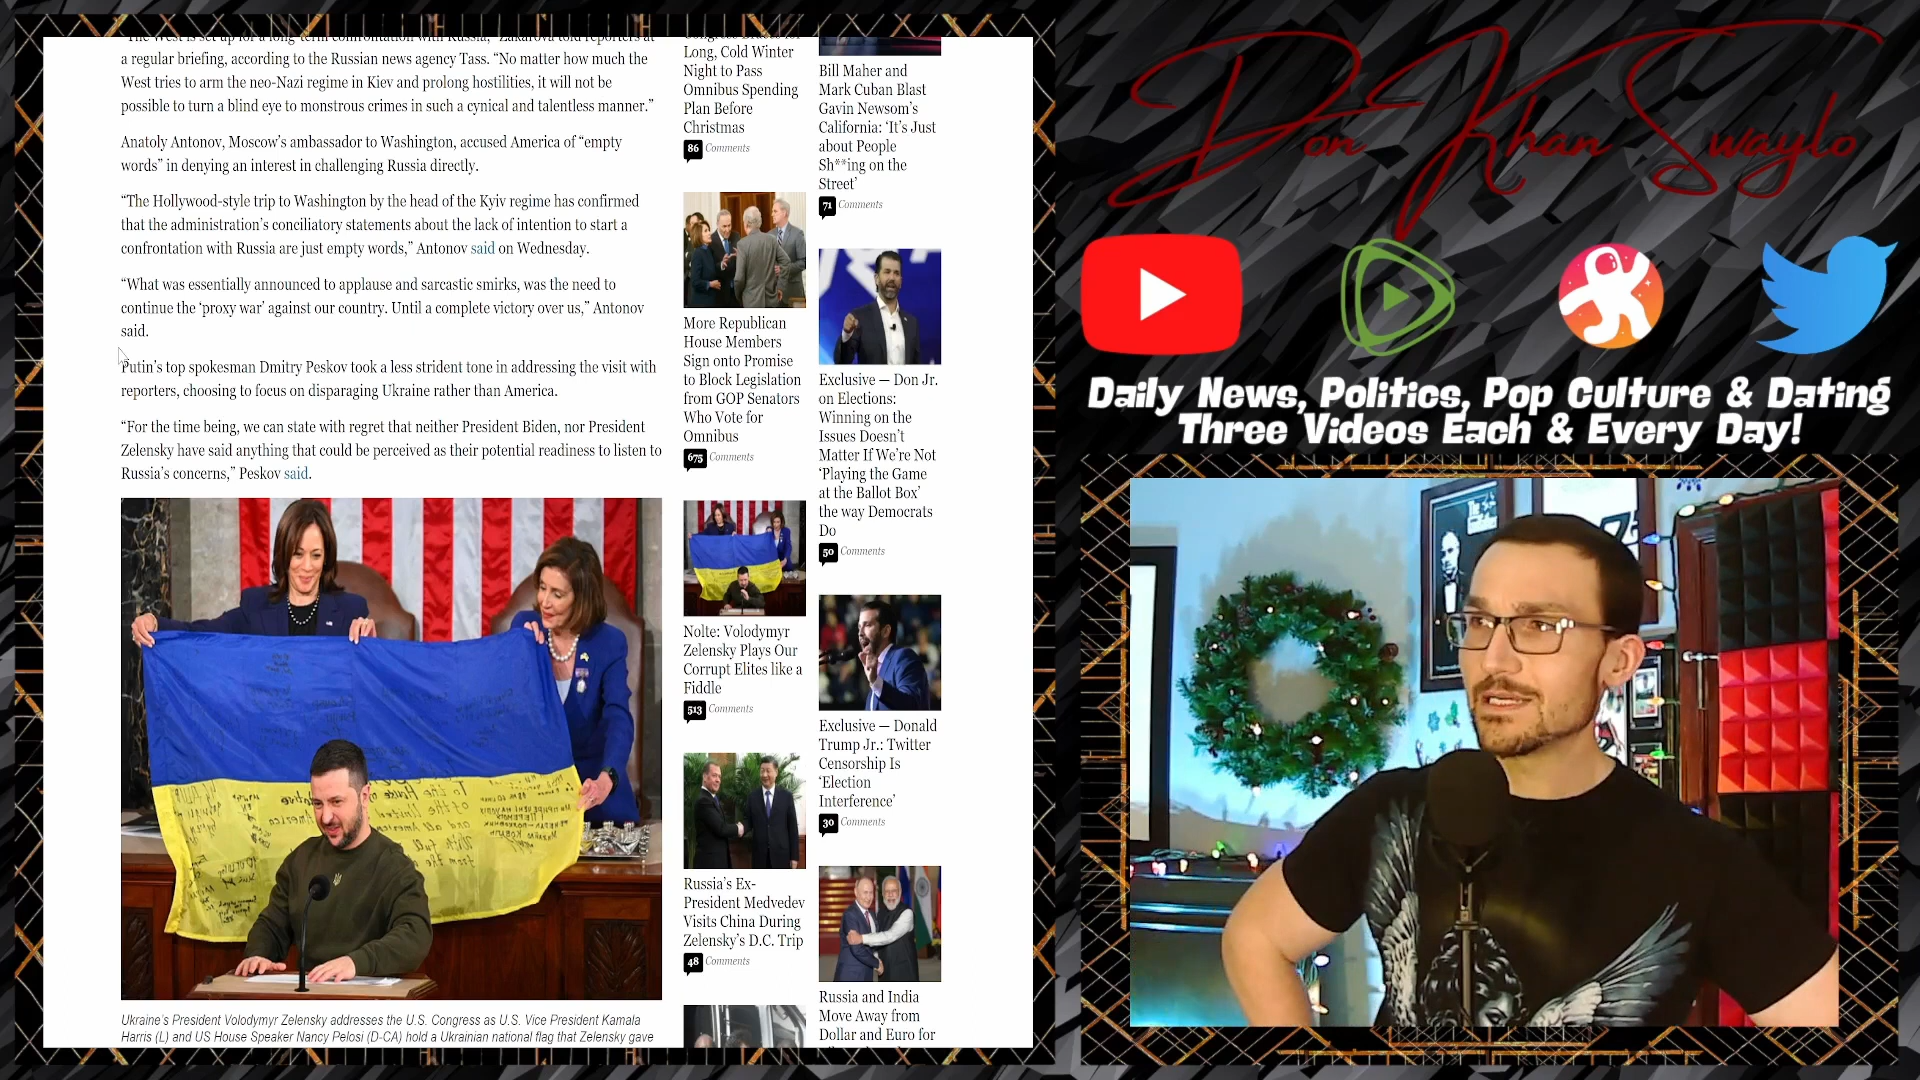 "The West is set up for a long-term confrontation with Russia," Zakarova told reporters at
a regular briefing, according to the Russian news agency Tass. “No matter how much the
West tries to arm the neo-Nazi regime in Kiev and prolong hostilities, it will not be
possible to turn a blind eye to monstrous crimes in such a cynical and talentless manner.”
Anatoly Antonov, Moscow’s ambassador to Washington, accused America of “empty
words” in denying an interest in challenging Russia directly.
“The Hollywood-style trip to Washington by the head of the Kyiv regime has confirmed
that the administration’s conciliatory statements about the lack of intention to start a
confrontation with Russia are just empty words,” Antonov said on Wednesday.
“What was essentially announced to applause and sarcastic smirks, was the need to
continue the ‘proxy war’ against our country. Until a complete victory over us,” Antonov
said.
Putin’s top spokesman Dmitry Peskov took a less strident tone in addressing the visit with
reporters, choosing to focus on disparaging Ukraine rather than America.
“For the time being, we can state with regret that neither President Biden, nor President
Zelensky have said anything that could be perceived as their potential readiness to listen to
Russia’s concerns,” Peskov said.
Ukraine's President Volodymyr Zelensky addresses the U.S. Congress as U.S. Vice President Kamala
Harris (L) and US House Speaker Nancy Pelosi (D-CA) hold a Ukrainian national flag that Zelensky gave
Long, Cold Winter
Night to Pass
Omnibus Spending
Plan Before
Christmas
86 Comments
More Republican
House Members
Sign onto Promise
to Block Legislation
from GOP Senators
Who Vote for
Omnibus
675 Comments
Nolte: Volodymyr
Zelensky Plays Our
Corrupt Elites like a
Fiddle
513 Comments
Russia’s Ex-
President Medvedev
Visits China During
Zelensky’s D.C. Trip
48 Comments
Bill Maher and
Mark Cuban Blast
Gavin Newsom’s
California: ‘It’s Just
about People
Sh**ing on the
Street’
71 Comments
Exclusive — Don Jr.
on Elections:
Winning on the
Issues Doesn’t
Matter If We’re Not
‘Playing the Game
at the Ballot Box’
the way Democrats
Do
50 Comments
Exclusive — Donald
Trump Jr.: Twitter
Censorship Is
‘Election
Interference’
30 Comments
Russia and India
Move Away from
Dollar and Euro for
Don Khan Swaylo
Daily News, Politics, Pop Culture & Dating
Three Videos Each & Every Day!